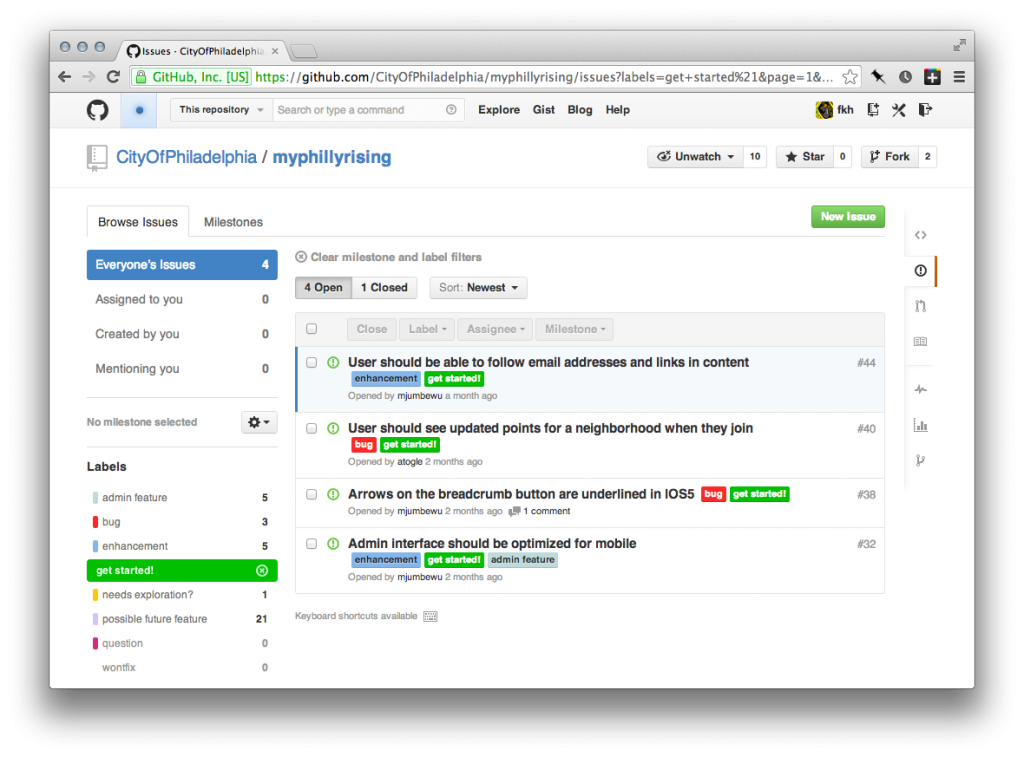 Issues · CityOfPhiladelphia
GitHub, Inc. [US] https://github.com/CityOfPhiladelphia/myphillyrising/issues?labels=get+started%21&page=1&...
This repository Search or type a command Explore Gist Blog Help fkh
CityOfPhiladelphia / myphillyrising Unwatch 10 Star 0 Fork 2
Browse Issues Milestones New Issue
Everyone's Issues 4
Assigned to you 0
Created by you 0
Mentioning you 0
No milestone selected
Labels
admin feature 5
bug 3
enhancement 5
get started!
needs exploration? 1
possible future feature 21
question 0
wontfix 0
Clear milestone and label filters
4 Open 1 Closed Sort: Newest
Close Label Assignee Milestone
User should be able to follow email addresses and links in content #44
enhancement get started!
Opened by mjumbewu a month ago
User should see updated points for a neighborhood when they join #40
bug get started!
Opened by atogle 2 months ago
Arrows on the breadcrumb button are underlined in IOS5 bug get started! #38
Opened by mjumbewu 2 months ago 1 comment
Admin interface should be optimized for mobile #32
enhancement get started! admin feature
Opened by mjumbewu 2 months ago
Keyboard shortcuts available